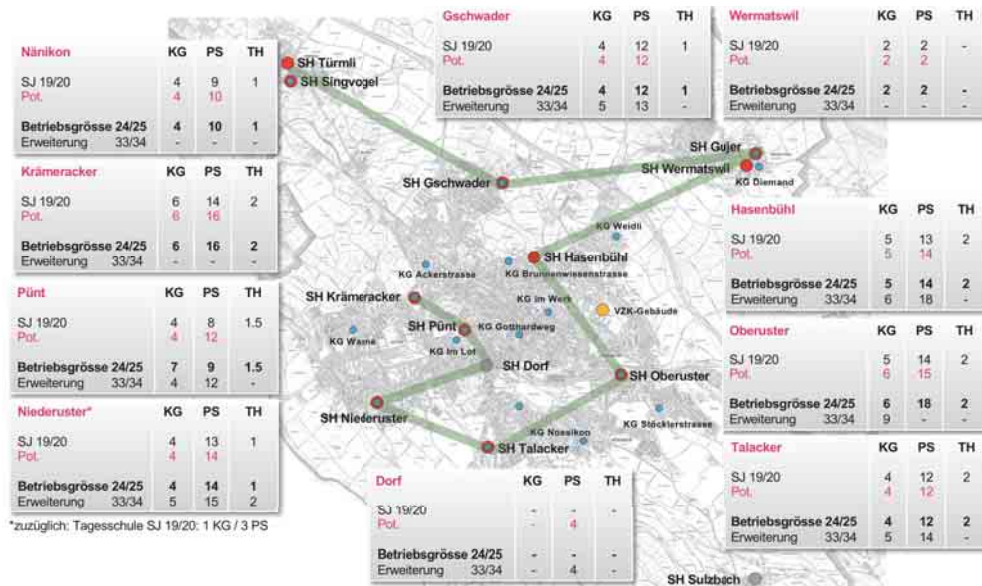 Nänikon KG PS TH
SJ 19/20 4 9 1
Pot. 4 10
Betriebsgrösse 24/25 4 10 1
Erweiterung 33/34 - - -
Krämeracker KG PS TH
SJ 19/20 6 14 2
Pot. 6 16
Betriebsgrösse 24/25 6 16 2
Erweiterung 33/34 - - -
Pünt KG PS TH
SJ 19/20 4 8 1.5
Pot. 4 12
Betriebsgrösse 24/25 7 9 1.5
Erweiterung 33/34 4 12 -
Niederuster* KG PS TH
SJ 19/20 4 13 1
Pot. 4 14
Betriebsgrösse 24/25 4 14 1
Erweiterung 33/34 5 15 2
*zuzüglich: Tagesschule SJ 19/20: 1 KG / 3 PS
Gschwader KG PS TH
SJ 19/20 4 12 1
Pot. 4 12
Betriebsgrösse 24/25 4 12 1
Erweiterung 33/34 5 13 -
Wermatswil KG PS TH
SJ 19/20 2 2 -
Pot. 2 2
Betriebsgrösse 24/25 2 2 -
Erweiterung 33/34 - - -
Hasenbühl KG PS TH
SJ 19/20 5 13 2
Pot. 5 14
Betriebsgrösse 24/25 5 14 2
Erweiterung 33/34 6 18 -
Oberuster KG PS TH
SJ 19/20 5 14 2
Pot. 6 15
Betriebsgrösse 24/25 6 18 2
Erweiterung 33/34 9 - -
Talacker KG PS TH
SJ 19/20 4 12 2
Pot. 4 12
Betriebsgrösse 24/25 4 12 2
Erweiterung 33/34 5 14 -
Dorf KG PS TH
SJ 19/20 - - -
Pot. - 4
Betriebsgrösse 24/25 - - -
Erweiterung 33/34 - 4 -
SH Türmli
SH Singvogel
SH Gujer
SH Wermatswil
KG Diemand
SH Gschwader
KG Weidli
SH Hasenbühl
KG Ackerstrasse
KG Brunnenwiesenstrasse
SH Krämeracker
KG Im Werk
VZK-Gebäude
SH Pünt
KG Gotthardweg
KG Warne
KG Im Lot
SH Dorf
SH Oberuster
SH Niederuster
KG Stöcklerstrasse
KG Nossikon
SH Talacker
SH Sulzbach